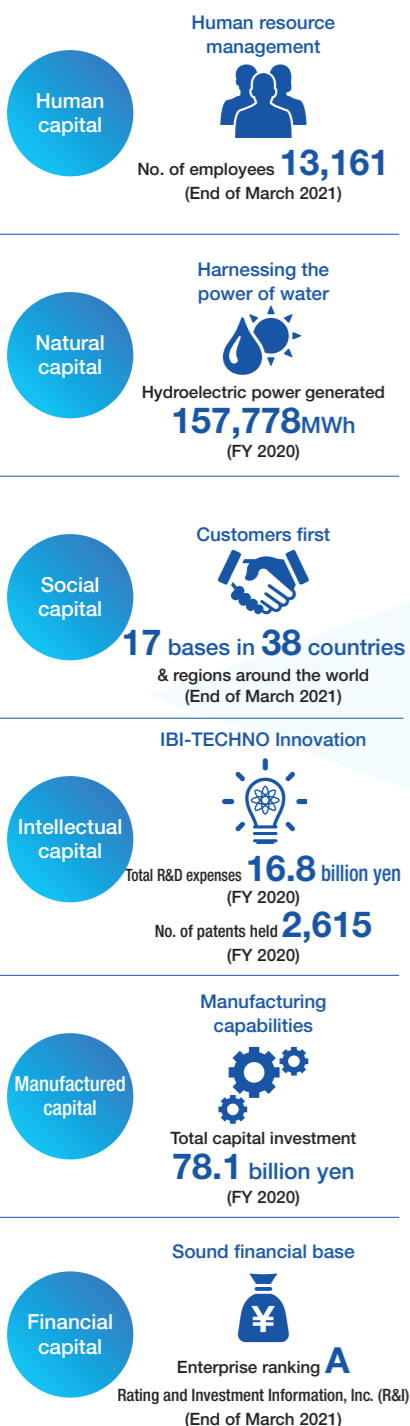 Human resource
management
Human
capital
No. of employees 13,161
(End of March 2021)
Harnessing the
power of water
Natural
capital
Hydroelectric power generated
157,778MWh
(FY 2020)
Customers first
Social
capital
17 bases in 38 countries
& regions around the world
(End of March 2021)
IBI-TECHNO Innovation
Intellectual
capital
Total R&D expenses 16.8 billion yen
(FY 2020)
No. of patents held 2,615
(FY 2020)
Manufacturing
capabilities
Manufactured
capital
Total capital investment
78.1 billion yen
(FY 2020)
Sound financial base
Financial
capital
¥
Enterprise ranking A
Rating and Investment Information, Inc. (R&I)
(End of March 2021)